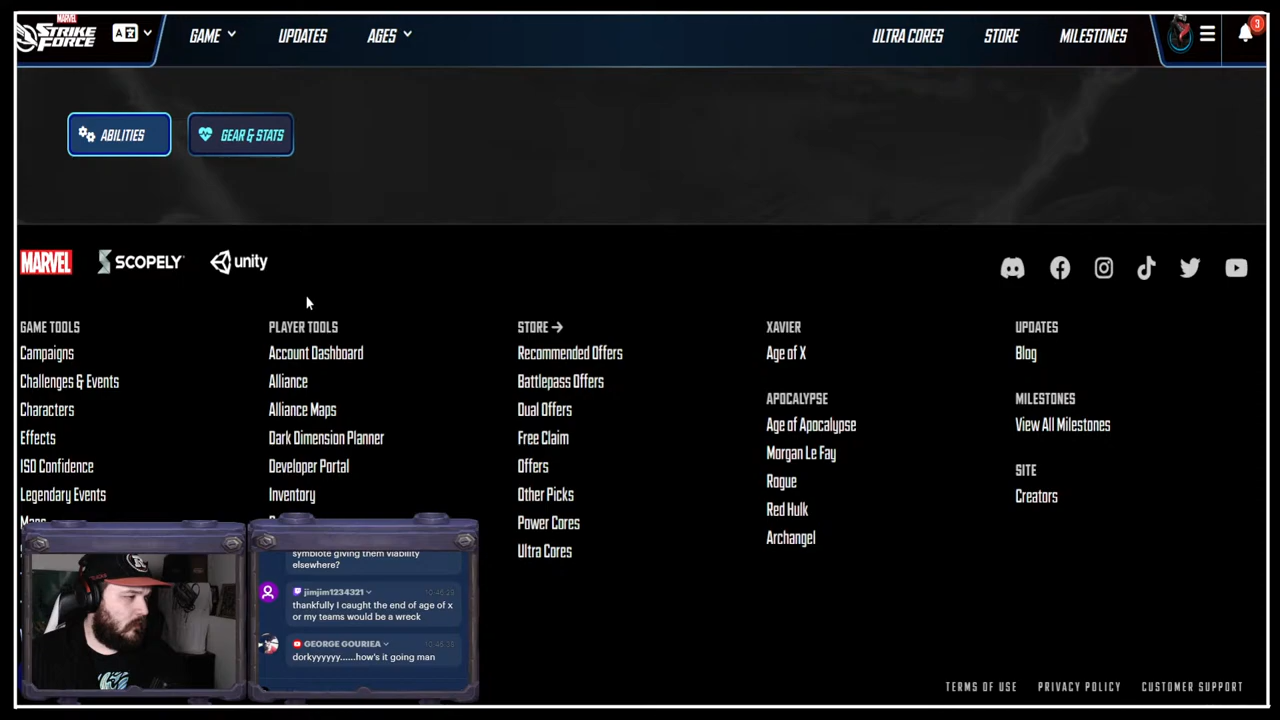 MARVEL
STRIKE FORCE
GAME
UPDATES
AGES
ULTRA CORES
STORE
MILESTONES
3
ABILITIES
GEAR & STATS
MARVEL
SCOPELY
unity
GAME TOOLS
Campaigns
Challenges & Events
Characters
Effects
ISO Confidence
Legendary Events
PLAYER TOOLS
Account Dashboard
Alliance
Alliance Maps
Dark Dimension Planner
Developer Portal
Inventory
STORE →
Recommended Offers
Battlepass Offers
Dual Offers
Free Claim
Offers
Other Picks
Power Cores
Ultra Cores
XAVIER
Age of X
APOCALYPSE
Age of Apocalypse
Morgan Le Fay
Rogue
Red Hulk
Archangel
UPDATES
Blog
MILESTONES
View All Milestones
SITE
Creators
symbiote giving them viability
elsewhere?
jimjim1234321
thankfully I caught the end of age of x
or my teams would be a wreck
GEORGE GOURIEA
dorkyyyyyy......how's it going man
TERMS OF USE
PRIVACY POLICY
CUSTOMER SUPPORT